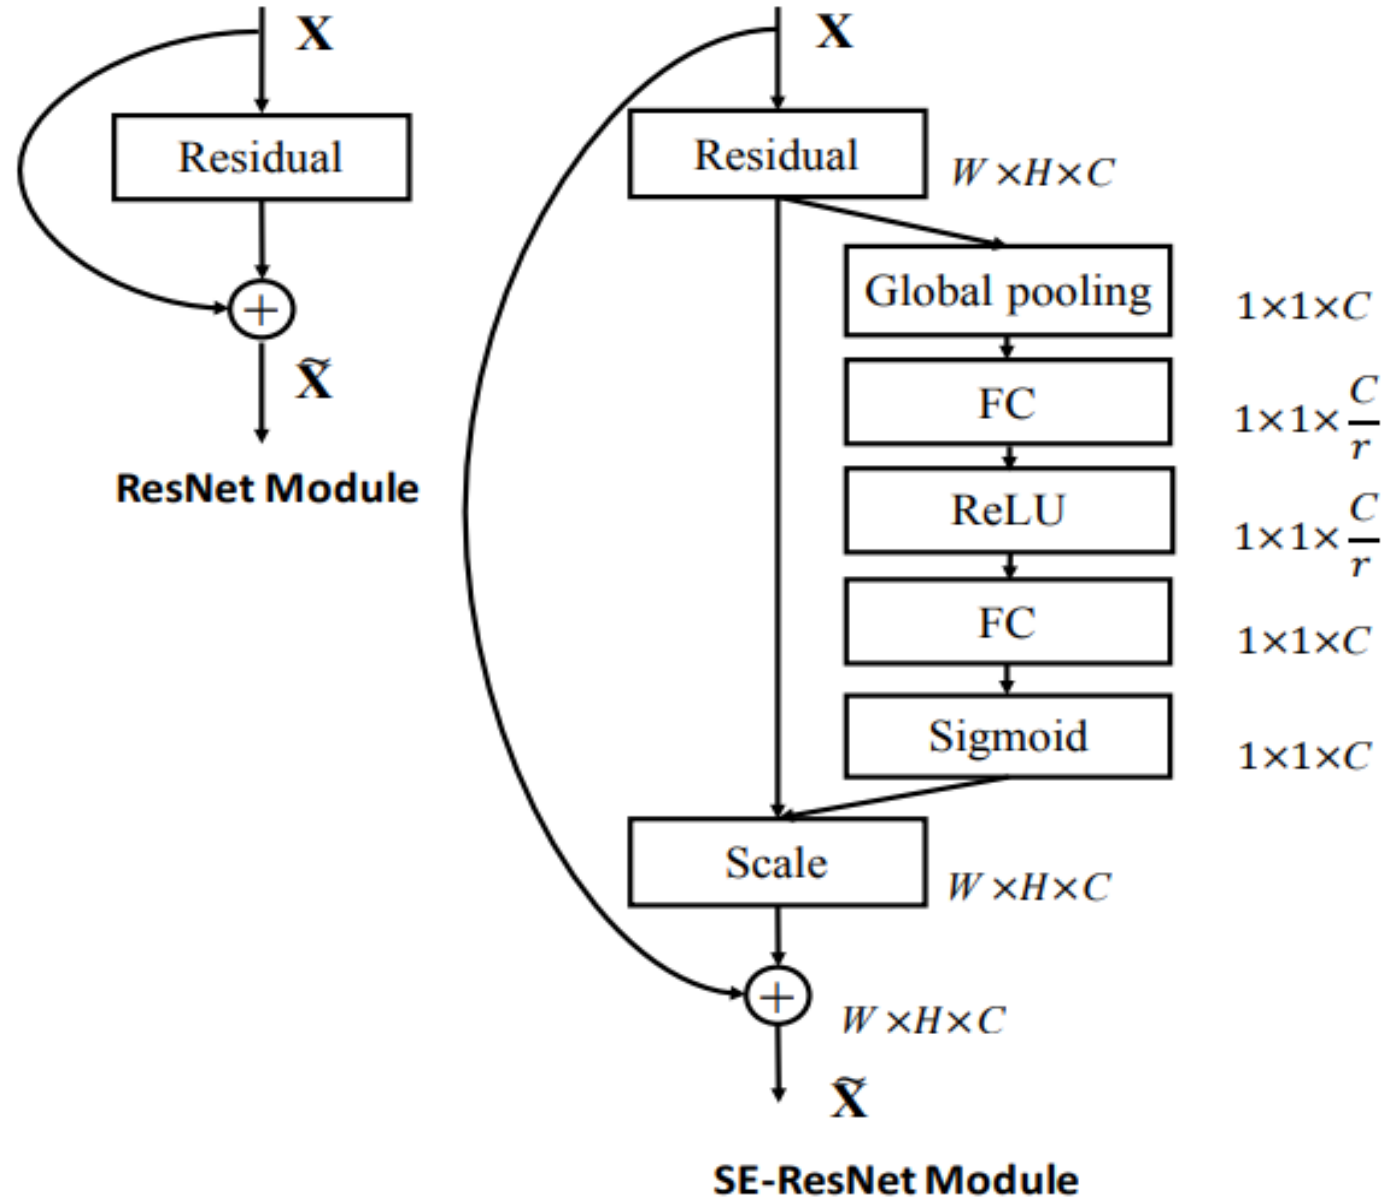 X
Residual
+
X̃
ResNet Module
X
Residual
W×H×C
Global pooling
1×1×C
FC
1×1×C/r
ReLU
1×1×C/r
FC
1×1×C
Sigmoid
1×1×C
Scale
W×H×C
+
W×H×C
X̃
SE-ResNet Module